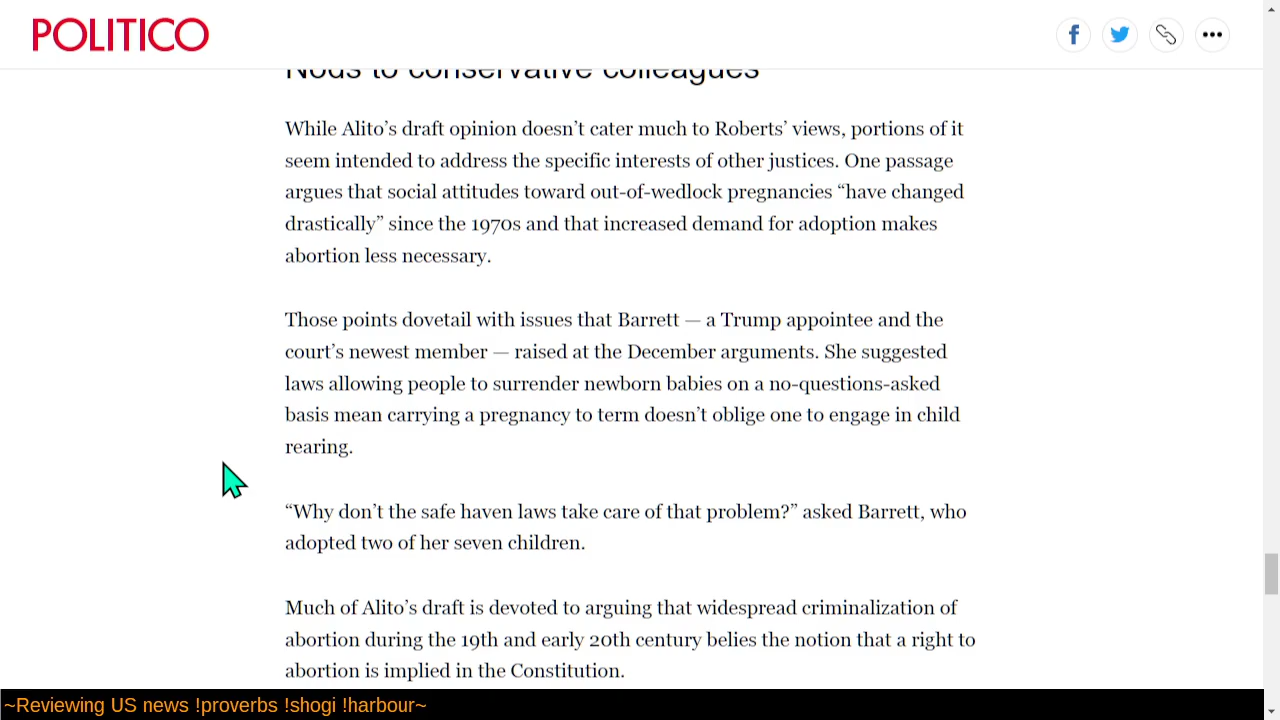 POLITICO
Nods to conservative colleagues
While Alito’s draft opinion doesn’t cater much to Roberts’ views, portions of it
seem intended to address the specific interests of other justices. One passage
argues that social attitudes toward out-of-wedlock pregnancies “have changed
drastically” since the 1970s and that increased demand for adoption makes
abortion less necessary.
Those points dovetail with issues that Barrett — a Trump appointee and the
court’s newest member — raised at the December arguments. She suggested
laws allowing people to surrender newborn babies on a no-questions-asked
basis mean carrying a pregnancy to term doesn’t oblige one to engage in child
rearing.
“Why don’t the safe haven laws take care of that problem?” asked Barrett, who
adopted two of her seven children.
Much of Alito’s draft is devoted to arguing that widespread criminalization of
abortion during the 19th and early 20th century belies the notion that a right to
abortion is implied in the Constitution.
~Reviewing US news !proverbs !shogi !harbour~